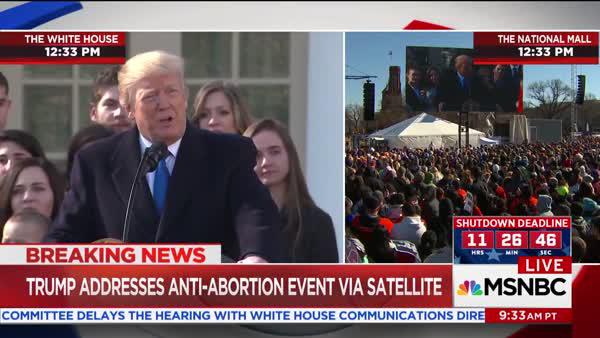 THE WHITE HOUSE
12:33 PM
THE NATIONAL MALL
12:33 PM
SHUTDOWN DEADLINE
11 26 46
HRS MIN SEC
LIVE
BREAKING NEWS
TRUMP ADDRESSES ANTI-ABORTION EVENT VIA SATELLITE
MSNBC
COMMITTEE DELAYS THE HEARING WITH WHITE HOUSE COMMUNICATIONS DIRE
9:33AM PT